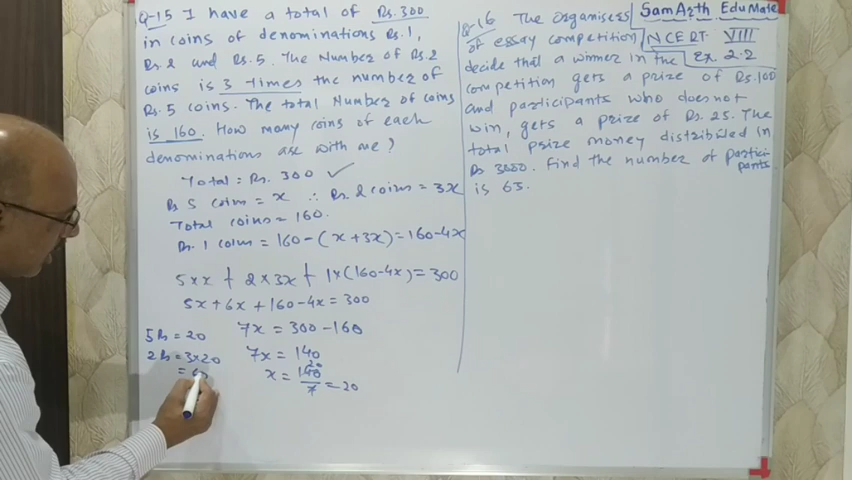 Q-15 I have a total of Rs.300
in coins of denominations Rs.1,
Rs.2 and Rs.5. The Number of Rs.2
coins is 3 times the number of
Rs.5 coins. The total Number of coins
is 160. How many coins of each
denominations are with me?
Total = Rs. 300 ✓
Rs 5 coins = x ∴ Rs.2 coins = 3x
Total coins = 160.
Rs.1 coins = 160-(x+3x)=160-4x
5×x + 2×3x + 1×(160-4x)=300
5x+6x+160-4x=300
7x = 300-160
7x = 140
x = 140/7 = 20
20
5 Rs = 20
2 Rs = 3×20
=
Q-16 The Organisers
of essay competition
decide that a winner in the
competition gets a prize of Rs.100
and participants who does not
win, gets a prize of Rs.25. The
total prize money distributed in
Rs 3000. Find the number of partici-
pants
is 63.
SamArth EduMate
NCERT VIII
Ex. 2.2